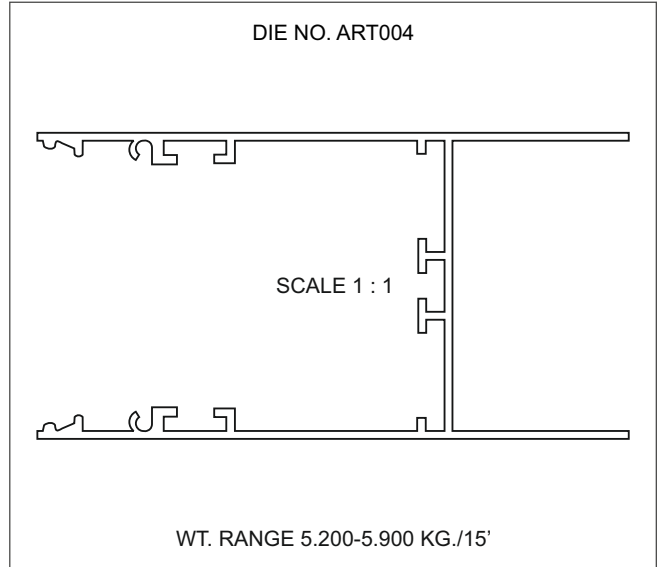 DIE NO. ART004
SCALE 1 : 1
WT. RANGE 5.200-5.900 KG./15’